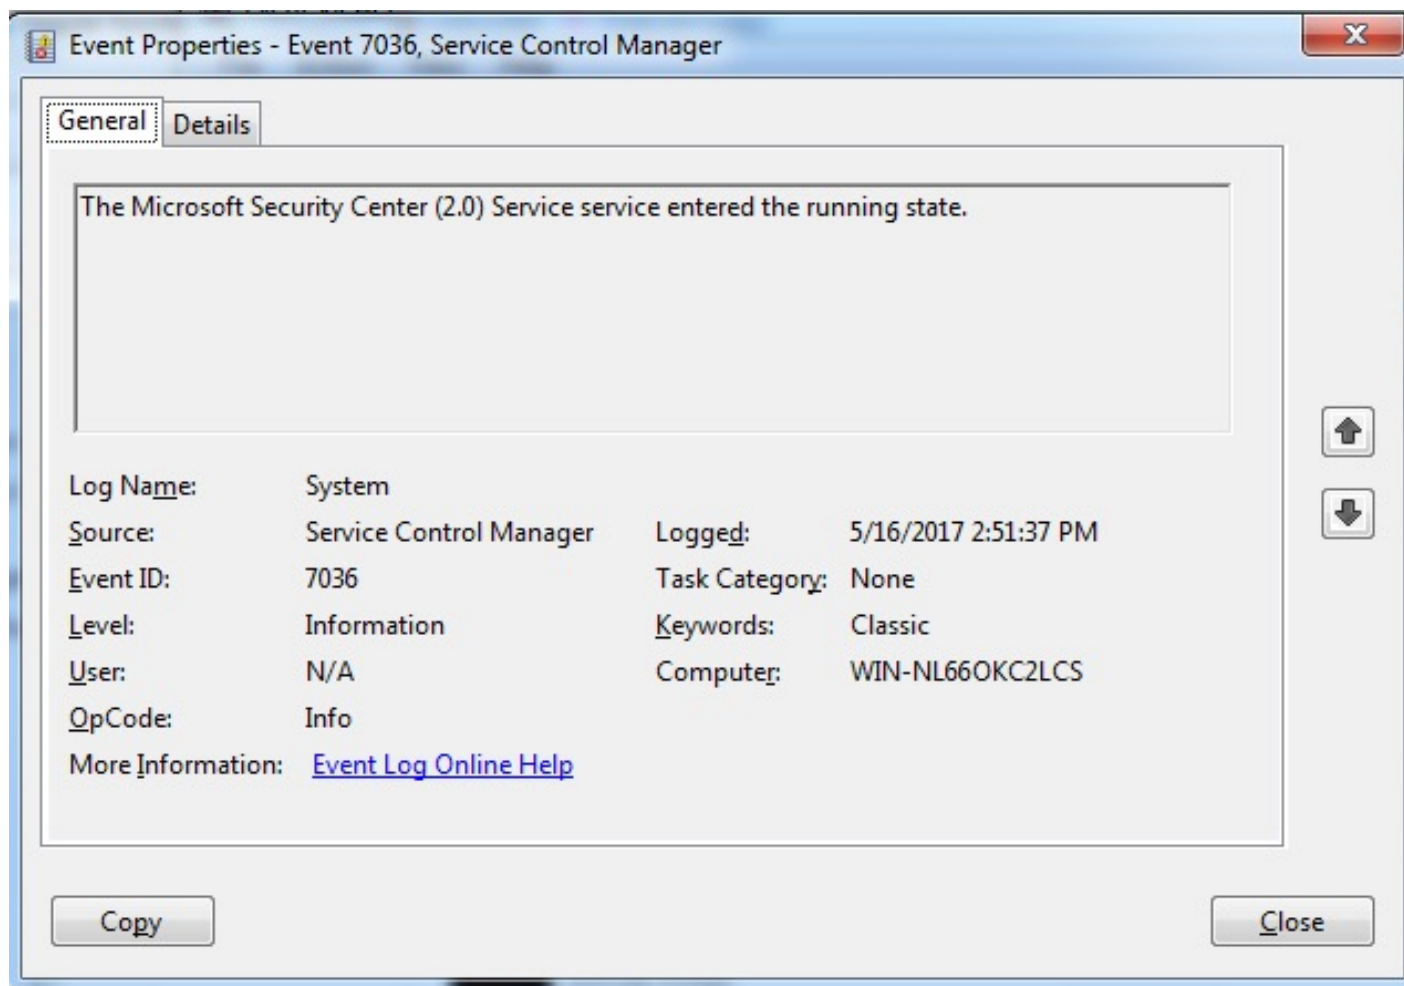 Event Properties - Event 7036, Service Control Manager
General Details
The Microsoft Security Center (2.0) Service service entered the running state.
Log Name: System
Source: Service Control Manager Logged: 5/16/2017 2:51:37 PM
Event ID: 7036 Task Category: None
Level: Information Keywords: Classic
User: N/A Computer: WIN-NL66OKC2LCS
OpCode: Info
More Information: Event Log Online Help
Copy Close